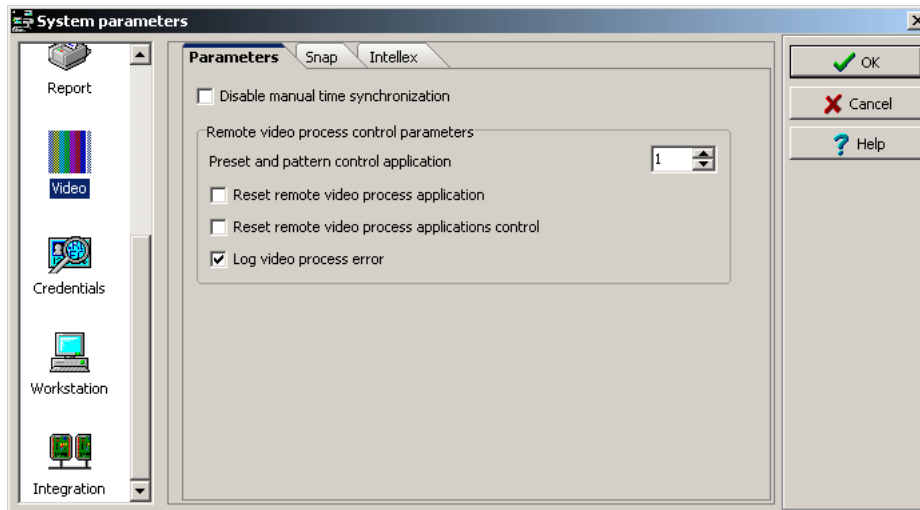 System parameters
Report
Video
Credentials
Workstation
Integration
Parameters
Snap
Intellex
Disable manual time synchronization
Remote video process control parameters
Preset and pattern control application
1
Reset remote video process application
Reset remote video process applications control
Log video process error
OK
Cancel
Help